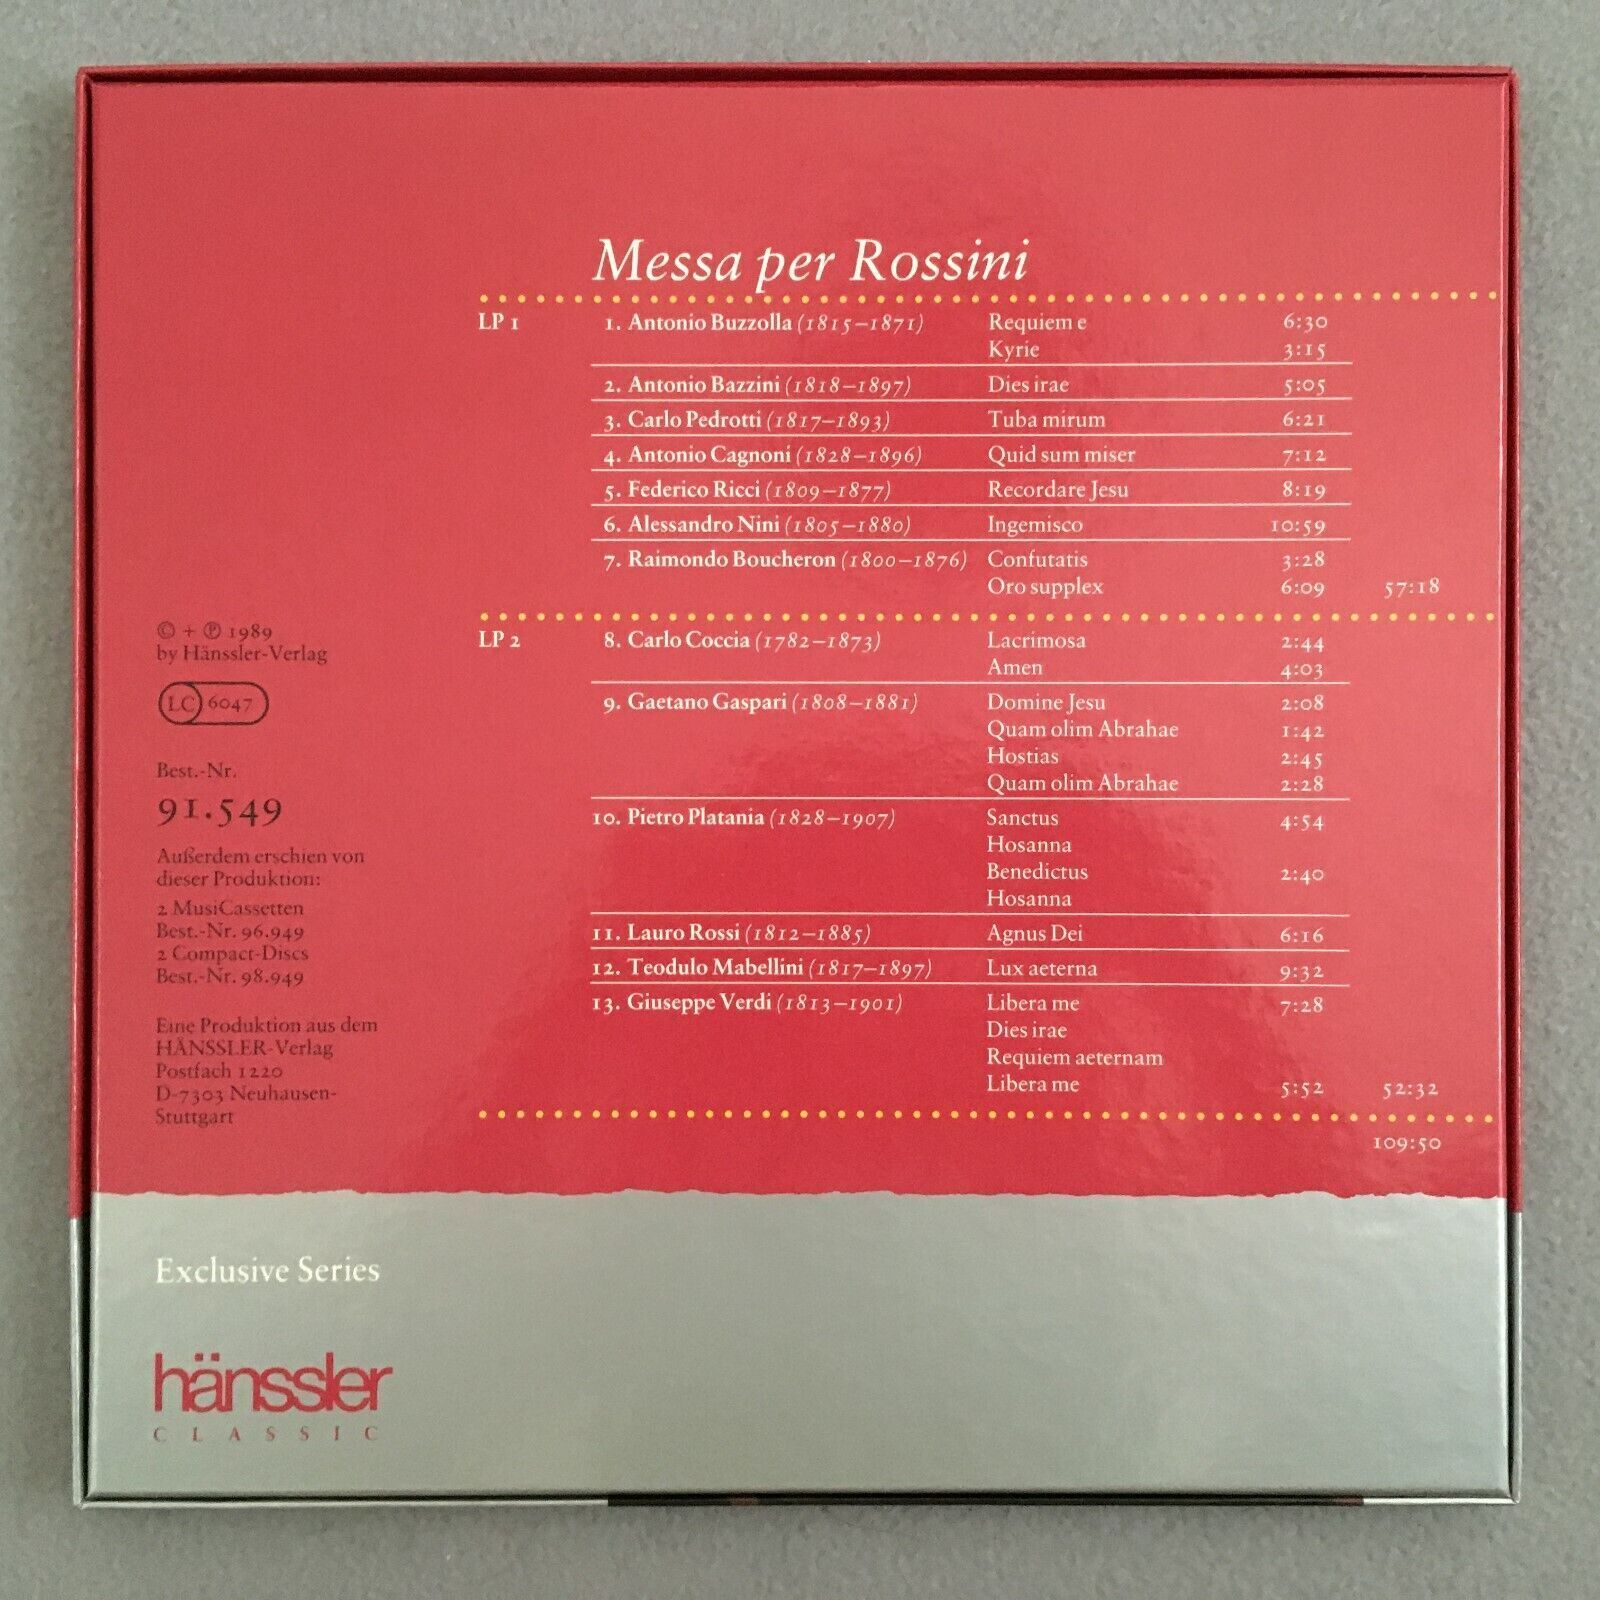 Messa per Rossini
LP 1 1. Antonio Buzzolla (1815–1871) Requiem e 6:30
Kyrie 3:15
2. Antonio Bazzini (1818–1897) Dies irae 5:05
3. Carlo Pedrotti (1817–1893) Tuba mirum 6:21
4. Antonio Cagnoni (1828–1896) Quid sum miser 7:12
5. Federico Ricci (1809–1877) Recordare Jesu 8:19
6. Alessandro Nini (1805–1880) Ingemisco 10:59
7. Raimondo Boucheron (1800–1876) Confutatis 3:28
Oro supplex 6:09 57:18
LP 2 8. Carlo Coccia (1782–1873) Lacrimosa 2:44
Amen 4:03
9. Gaetano Gaspari (1808–1881) Domine Jesu 2:08
Quam olim Abrahae 1:42
Hostias 2:45
Quam olim Abrahae 2:28
10. Pietro Platania (1828–1907) Sanctus 4:54
Hosanna
Benedictus 2:40
Hosanna
11. Lauro Rossi (1812–1885) Agnus Dei 6:16
12. Teodulo Mabellini (1817–1897) Lux aeterna 9:32
13. Giuseppe Verdi (1813–1901) Libera me 7:28
Dies irae
Requiem aeternam
Libera me 5:52 52:32
109:50
© + ℗ 1989
by Hänssler-Verlag
LC 6047
Best.-Nr.
91.549
Außerdem erschien von
dieser Produktion:
2 MusiCassetten
Best.-Nr. 96.949
2 Compact-Discs
Best.-Nr. 98.949
Eine Produktion aus dem
HÄNSSLER-Verlag
Postfach 1220
D-7303 Neuhausen-
Stuttgart
Exclusive Series
hänssler
CLASSIC